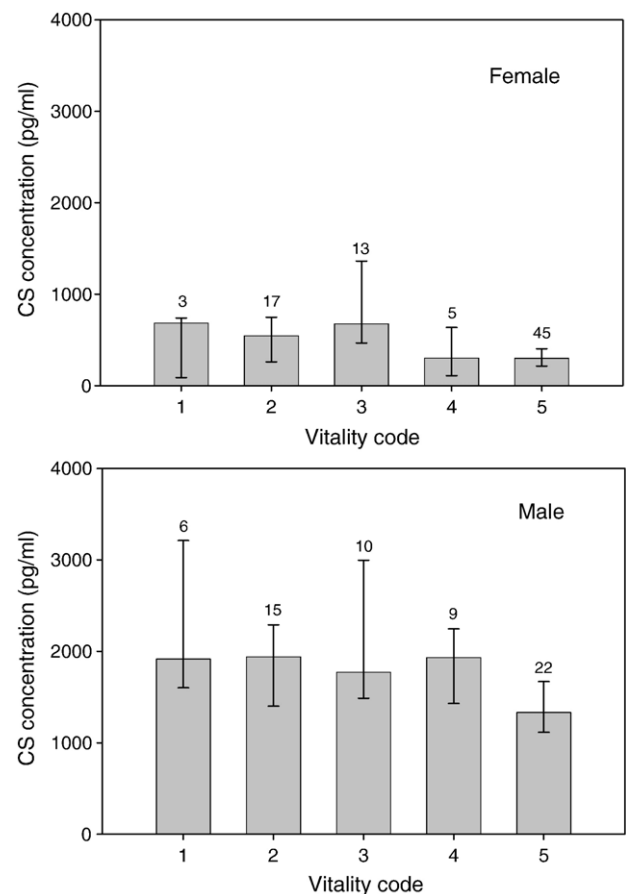 4000
Female
3000
CS concentration (pg/ml)
2000
13
1000
3 17 5
45
0
1 2 3 4 5
Vitality code
4000
Male
6
3000
10
CS concentration (pg/ml)
15 9
2000
22
1000
0
1 2 3 4 5
Vitality code